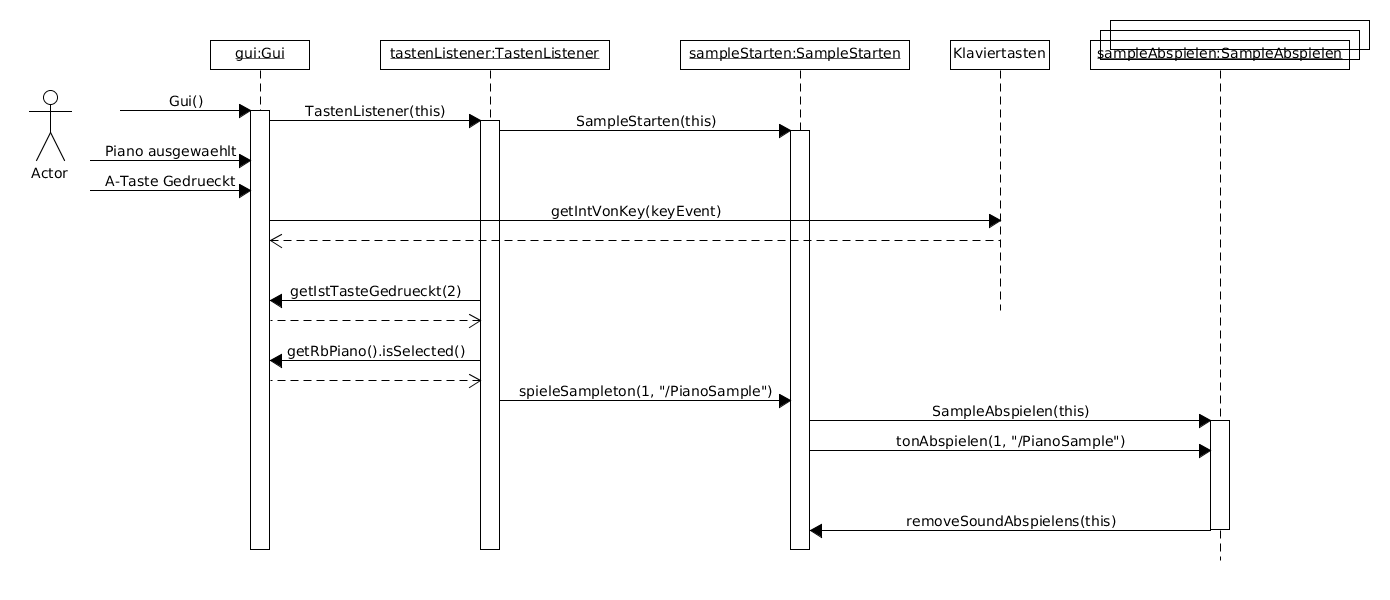 gui:Gui
tastenListener:TastenListener
sampleStarten:SampleStarten
Klaviertasten
sampleAbspielen:SampleAbspielen
Gui()
TastenListener(this)
SampleStarten(this)
Piano ausgewaehlt
Actor
A-Taste Gedrueckt
getIntVonKey(keyEvent)
getIstTasteGedrueckt(2)
getRbPiano().isSelected()
spieleSampleton(1, "/PianoSample")
SampleAbspielen(this)
tonAbspielen(1, "/PianoSample")
removeSoundAbspielens(this)